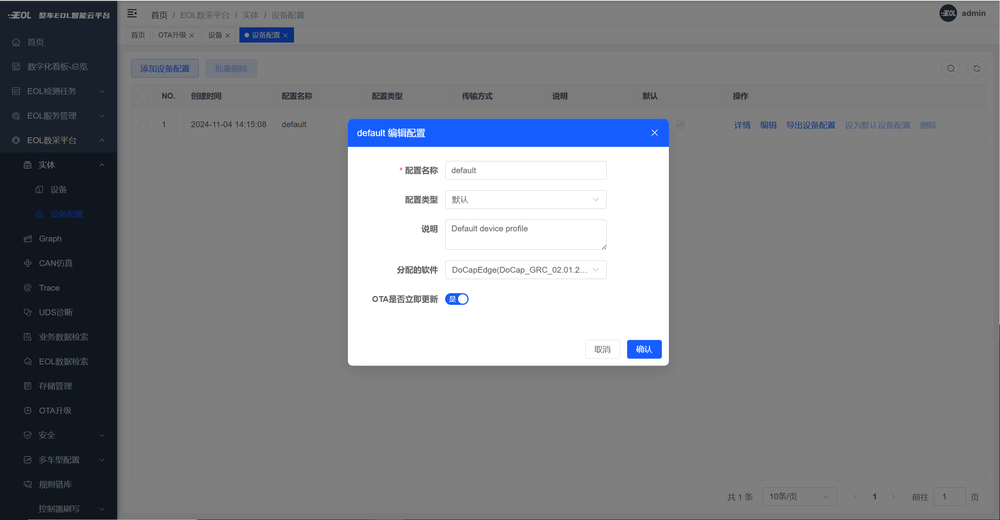 EOL 整车EOL智能云平台
首页
数字化看板-总览
EOL检测任务
EOL服务管理
EOL数采平台
实体
设备
设备配置
Graph
CAN仿真
Trace
UDS诊断
业务数据检索
EOL数据检索
存储管理
OTA升级
安全
多车型配置
规则链库
控制器刷写
首页 / EOL数采平台 / 实体 / 设备配置
EOL admin
首页 OTA升级 设备 设备配置
添加设备配置 批量删除
NO. 创建时间 配置名称 配置类型 传输方式 说明 默认 操作
1 2024-11-04 14:15:08 default 详情 编辑 导出设备配置 设为默认设备配置 删除
default 编辑配置
* 配置名称 default
配置类型 默认
说明 Default device profile
分配的软件 DoCapEdge(DoCap_GRC_02.01.2...
OTA是否立即更新 是
取消 确认
共 1 条 10条/页 1 前往 1 页